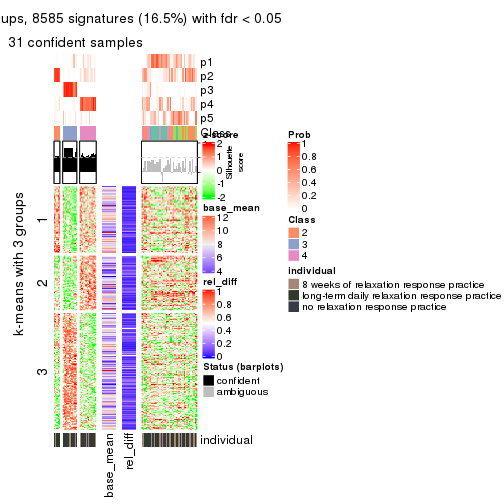 ups, 8585 signatures (16.5%) with fdr < 0.05
31 confident samples
p1
p2
p3
p4
p5
Class
z-score
2
1
0
-1
-2
Silhouette
score
base_mean
12
10
8
6
4
rel_diff
1
0.8
0.6
0.4
0.2
0
Status (barplots)
confident
ambiguous
Prob
1
0.8
0.6
0.4
0.2
0
Class
2
3
4
individual
8 weeks of relaxation response practice
long-term daily relaxation response practice
no relaxation response practice
k-means with 3 groups
1
2
3
individual
base_mean
rel_diff